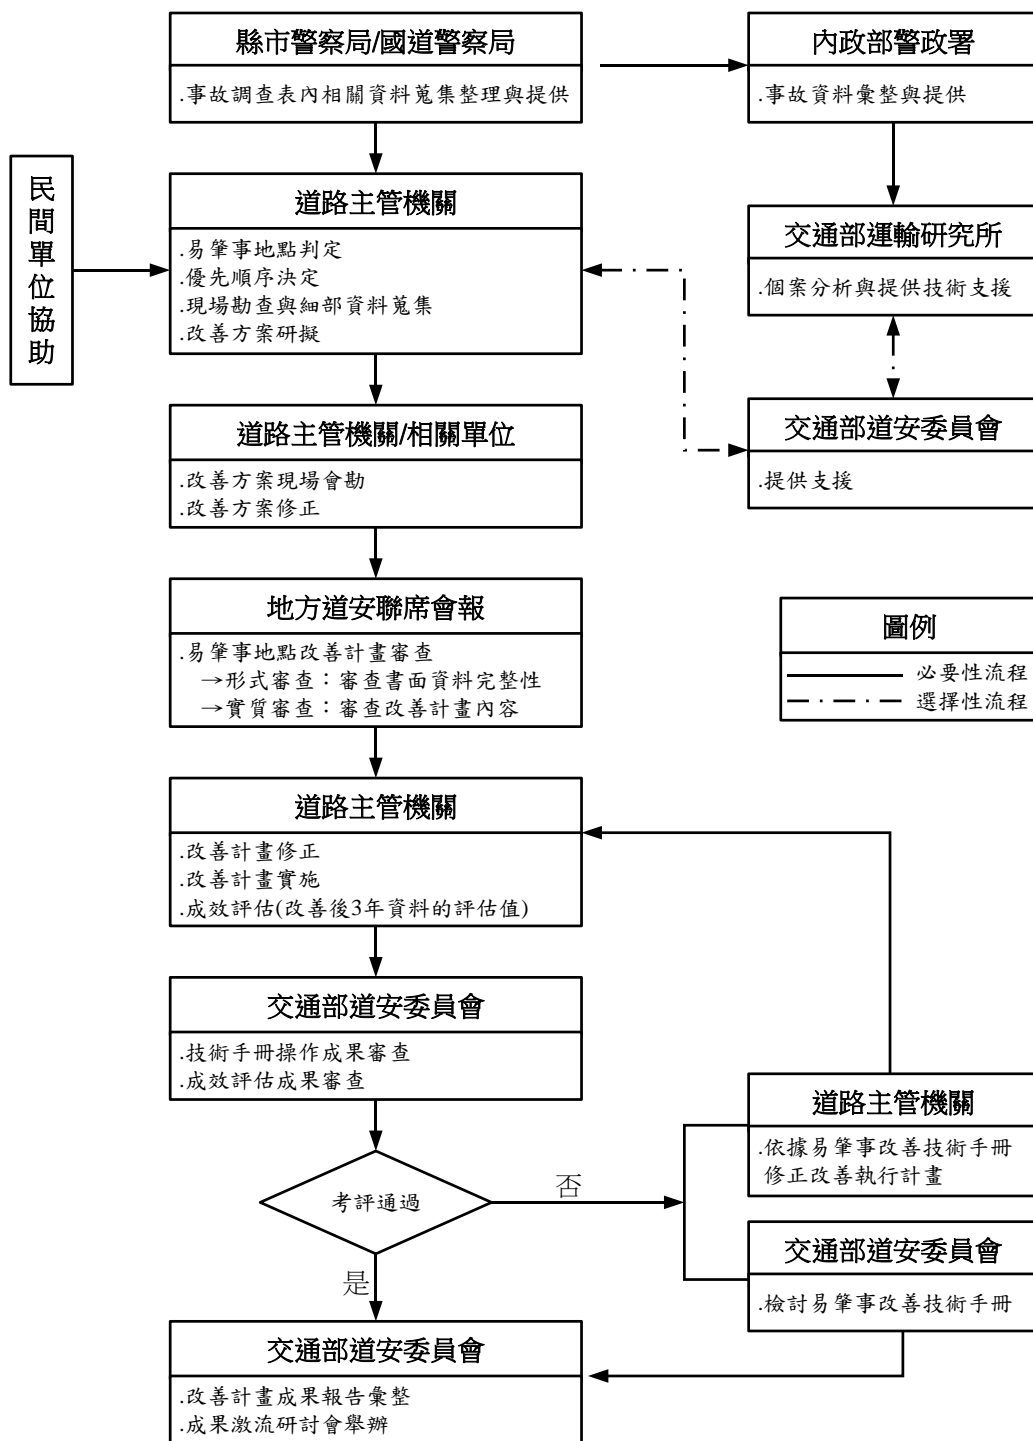 縣市警察局/國道警察局
.事故調查表內相關資料蒐集整理與提供
內政部警政署
.事故資料彙整與提供
民間單位協助
道路主管機關
.易肇事地點判定
.優先順序決定
.現場勘查與細部資料蒐集
.改善方案研擬
交通部運輸研究所
.個案分析與提供技術支援
道路主管機關/相關單位
.改善方案現場會勘
.改善方案修正
交通部道安委員會
.提供支援
地方道安聯席會報
.易肇事地點改善計畫審查
→形式審查：審查書面資料完整性
→實質審查：審查改善計畫內容
圖例
必要性流程
選擇性流程
道路主管機關
.改善計畫修正
.改善計畫實施
.成效評估(改善後3年資料的評估值)
交通部道安委員會
.技術手冊操作成果審查
.成效評估成果審查
考評通過
否
是
道路主管機關
.依據易肇事改善技術手冊
修正改善執行計畫
交通部道安委員會
.檢討易肇事改善技術手冊
交通部道安委員會
.改善計畫成果報告彙整
.成果激流研討會舉辦